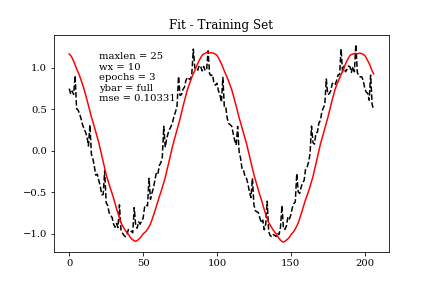 Fit - Training Set
maxlen = 25
wx = 10
epochs = 3
ybar = full
mse = 0.10331
1.0
0.5
0.0
−0.5
−1.0
0 50 100 150 200